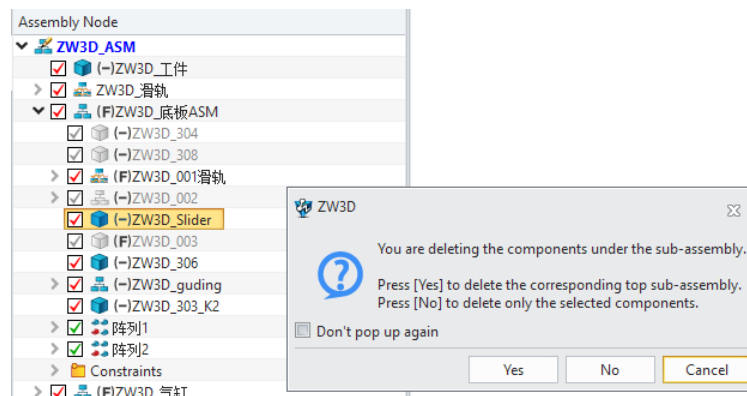 Assembly Node
ZW3D_ASM
(-)ZW3D_工件
ZW3D_滑轨
(F)ZW3D_底板ASM
(-)ZW3D_304
(-)ZW3D_308
(F)ZW3D_001滑轨
(-)ZW3D_002
(-)ZW3D_Slider
(F)ZW3D_003
(-)ZW3D_306
(-)ZW3D_guding
(-)ZW3D_303_K2
阵列1
阵列2
Constraints
(F)ZW3D_气缸
ZW3D
You are deleting the components under the sub-assembly.
Press [Yes] to delete the corresponding top sub-assembly.
Press [No] to delete only the selected components.
Don't pop up again
Yes
No
Cancel